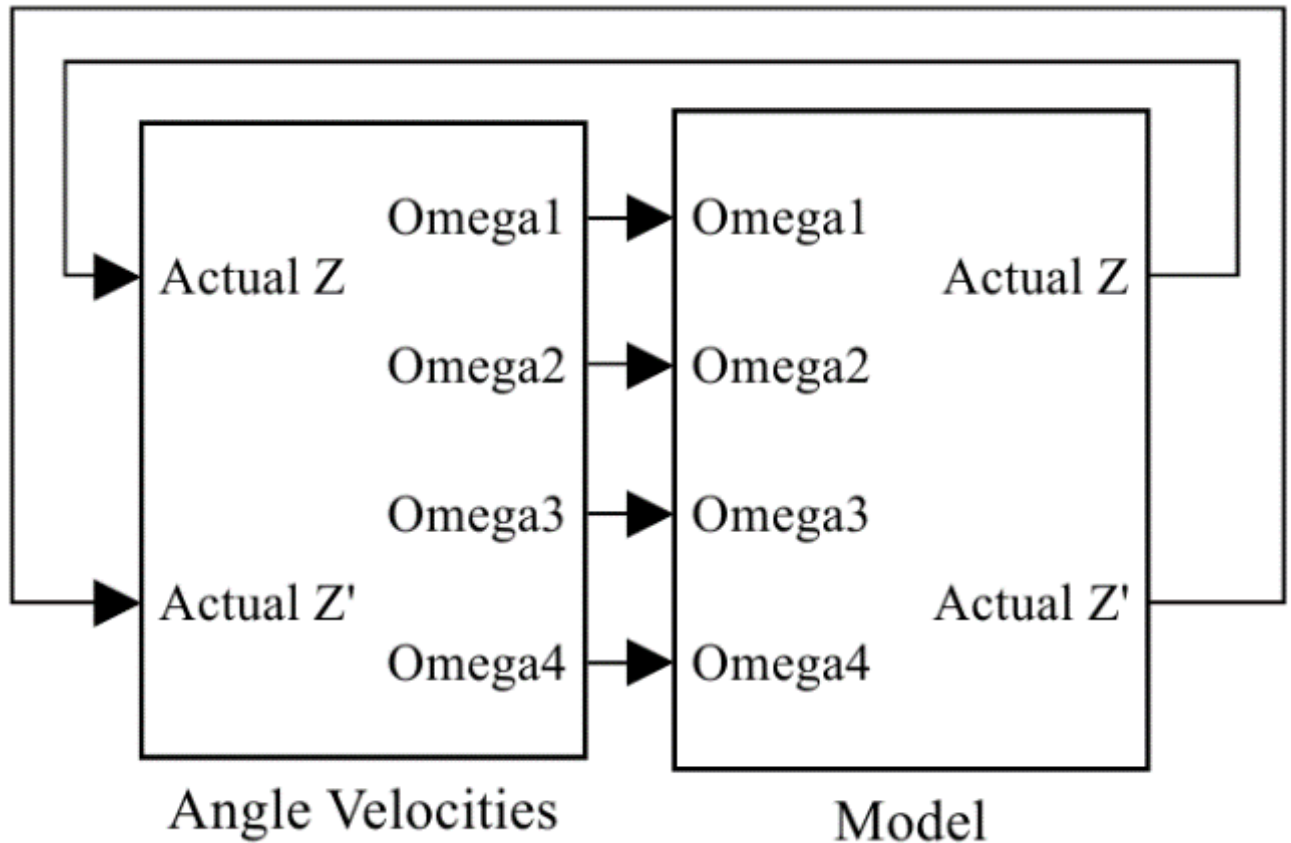 Omega1
Actual Z
Omega2
Omega3
Actual Z'
Omega4
Angle Velocities
Omega1
Actual Z
Omega2
Omega3
Actual Z'
Omega4
Model